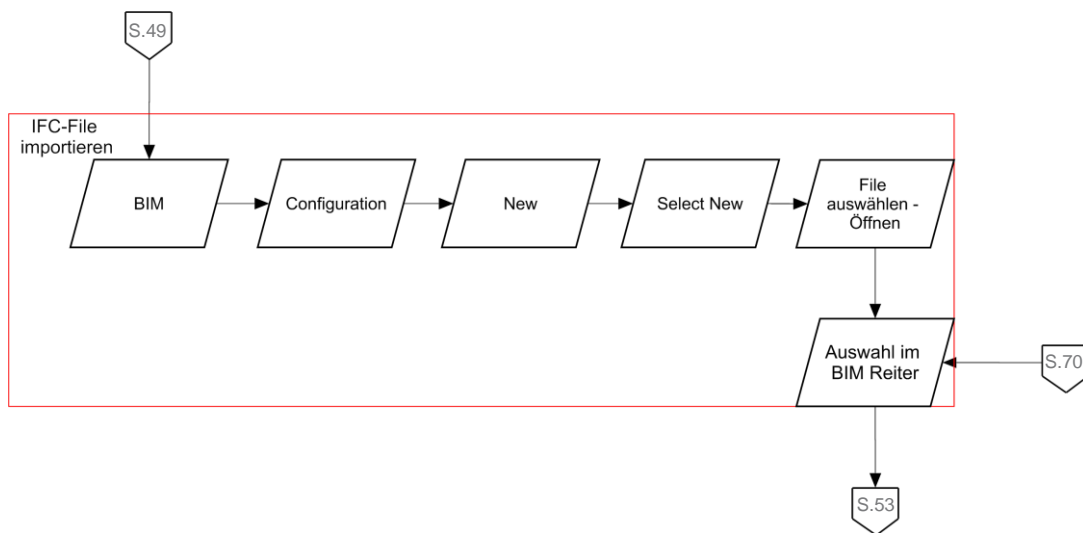 S.49
IFC-File
importieren
BIM
Configuration
New
Select New
File
auswählen -
Öffnen
Auswahl im
BIM Reiter
S.70
S.53